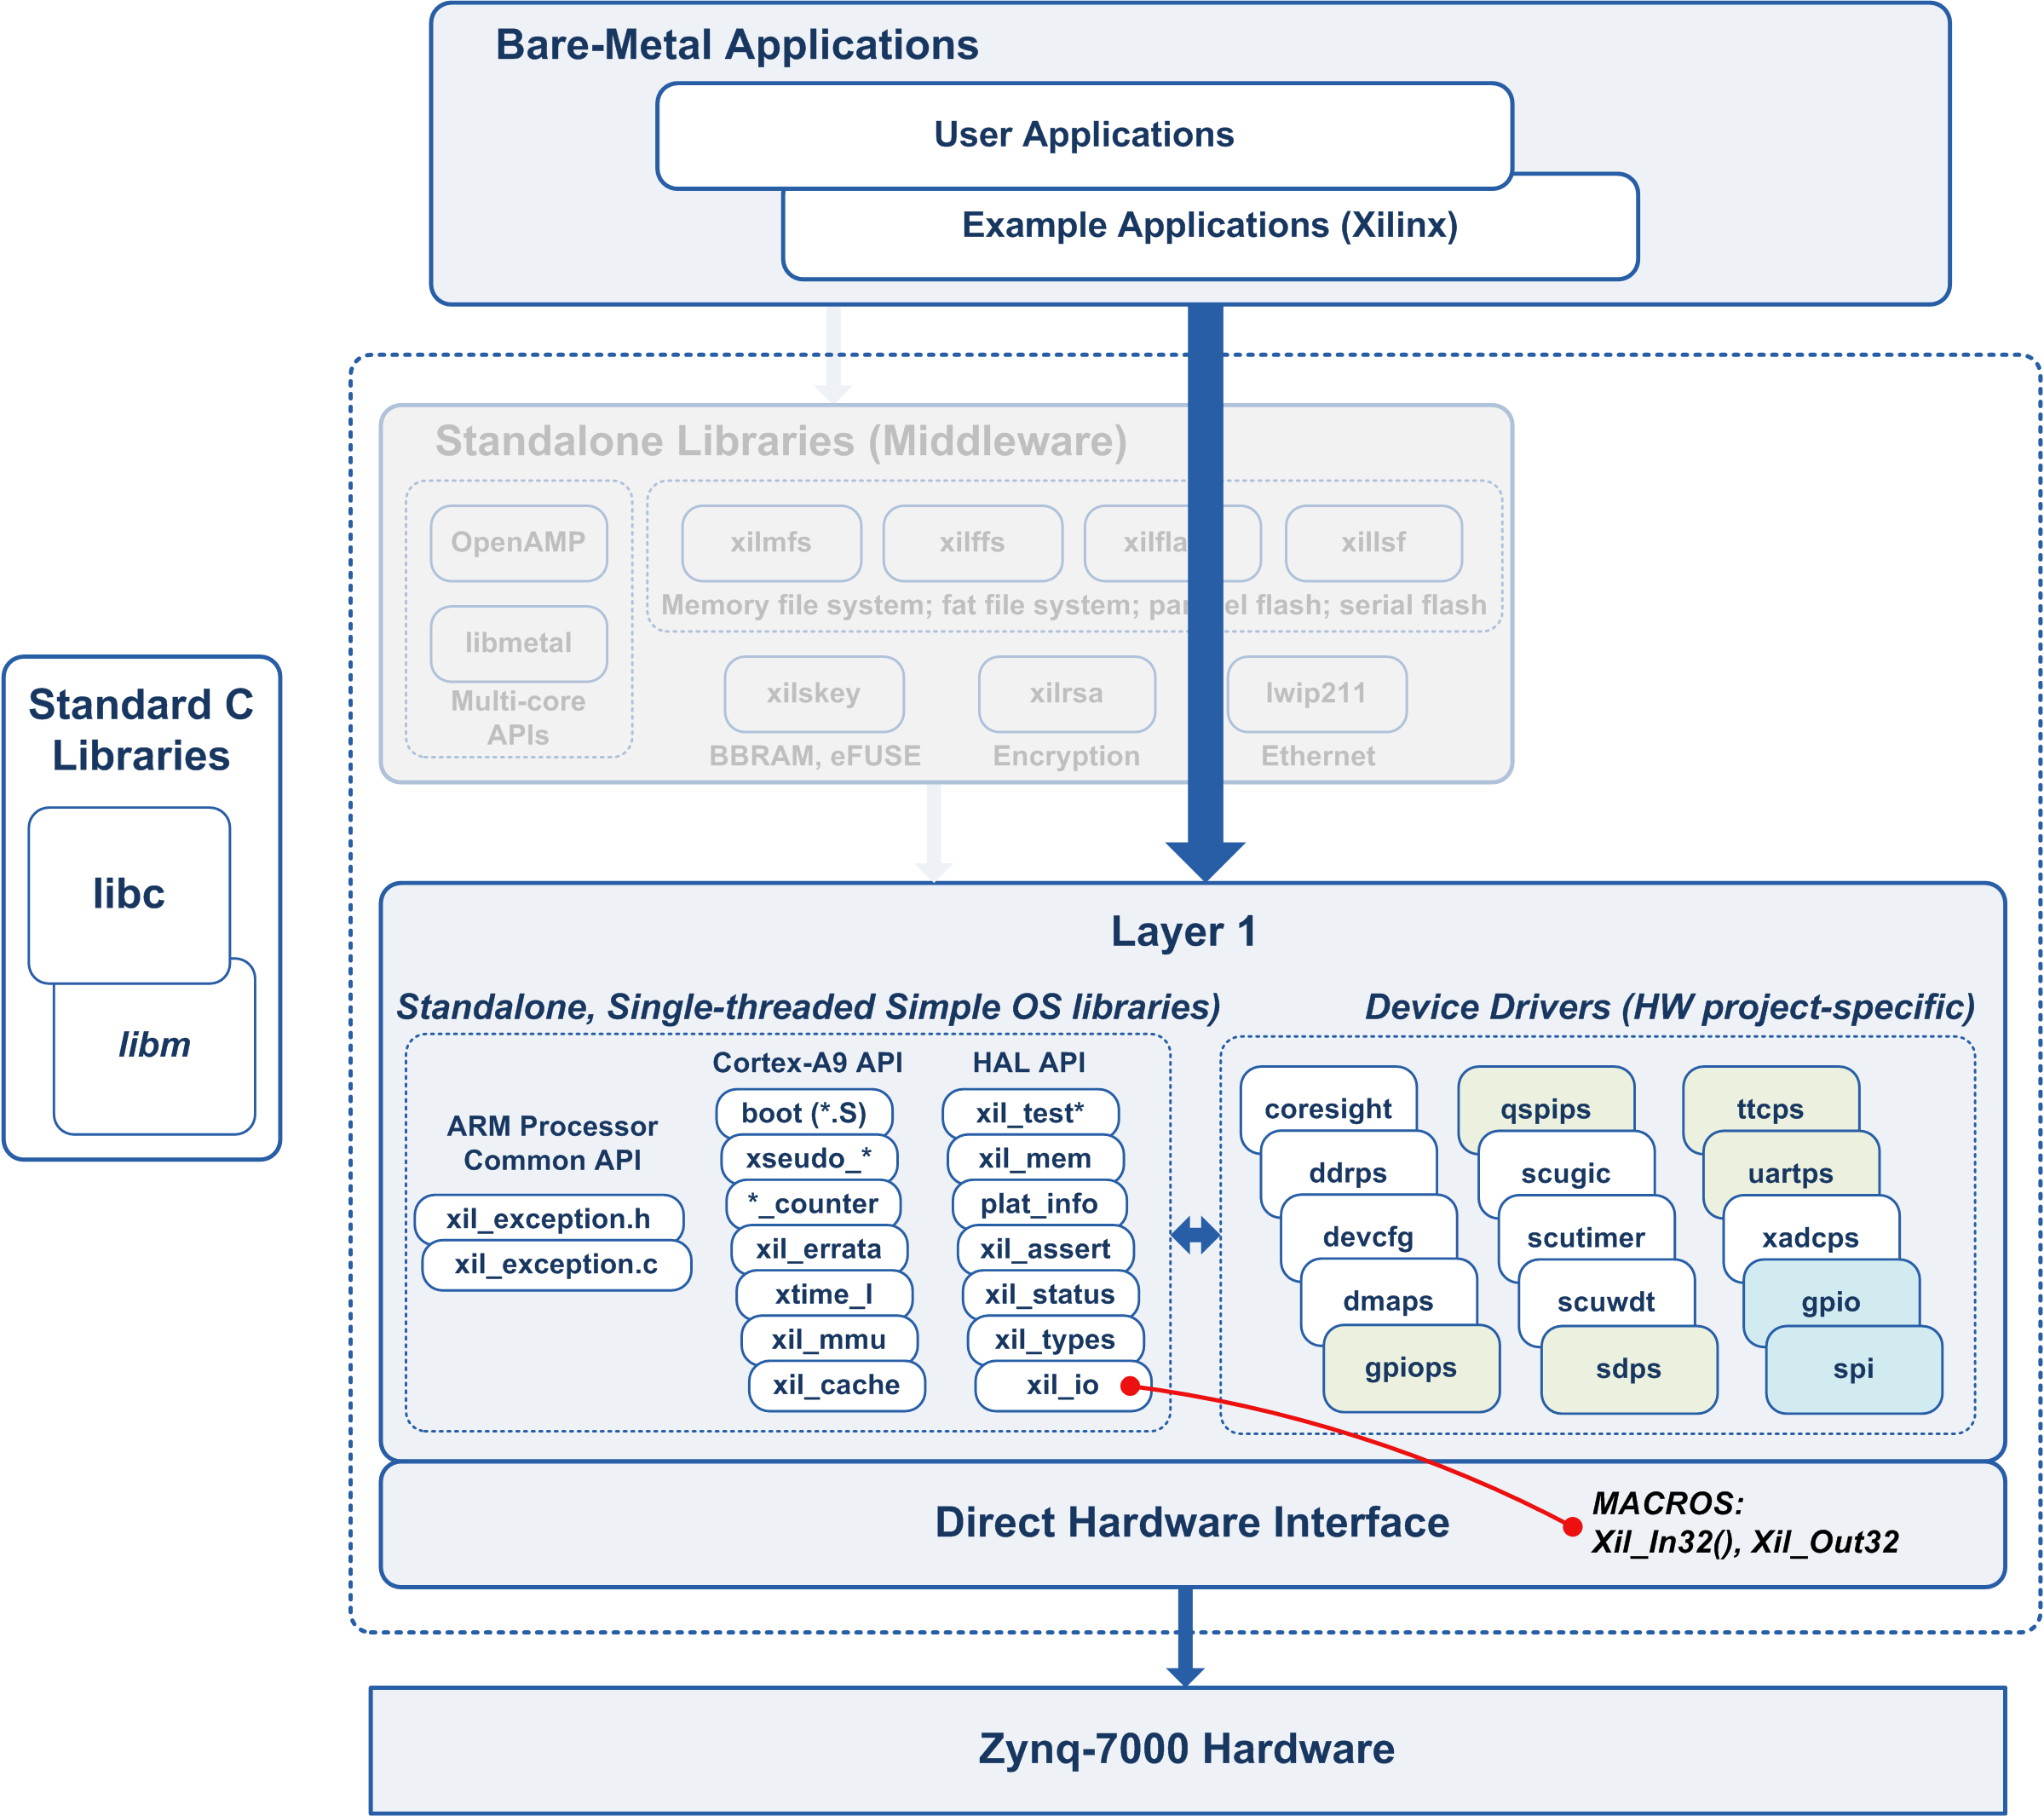 Bare-Metal Applications
User Applications
Example Applications (Xilinx)
Standalone Libraries (Middleware)
OpenAMP
libmetal
Multi-core
APIs
xilmfs
xilffs
xilfla
xillsf
Memory file system; fat file system; par el flash; serial flash
xilskey
BBRAM, eFUSE
xilrsa
Encryption
lwip211
Ethernet
Standard C
Libraries
libc
libm
Layer 1
Standalone, Single-threaded Simple OS libraries)
ARM Processor
Common API
xil_exception.h
xil_exception.c
Cortex-A9 API
boot (*.S)
xseudo_*
*_counter
xil_errata
xtime_l
xil_mmu
xil_cache
HAL API
xil_test*
xil_mem
plat_info
xil_assert
xil_status
xil_types
xil_io
Device Drivers (HW project-specific)
coresight
ddrps
devcfg
dmaps
gpiops
qspips
scugic
scutimer
scuwdt
sdps
ttcps
uartps
xadcps
gpio
spi
Direct Hardware Interface
MACROS:
Xil_In32(), Xil_Out32
Zynq-7000 Hardware